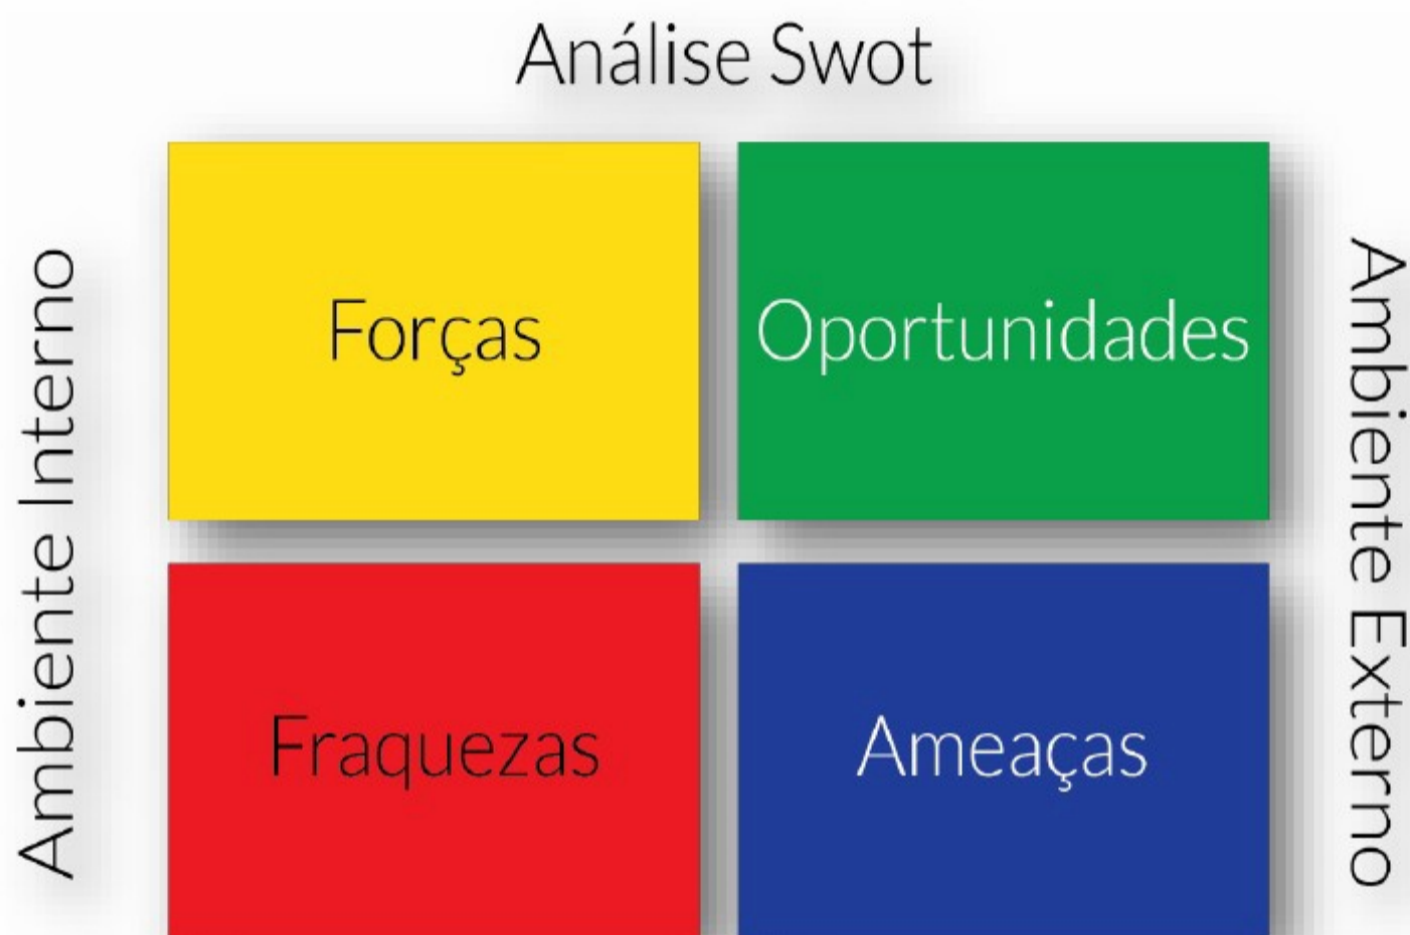 Análise Swot
Ambiente Interno
Forças
Oportunidades
Fraquezas
Ameaças
Ambiente Externo